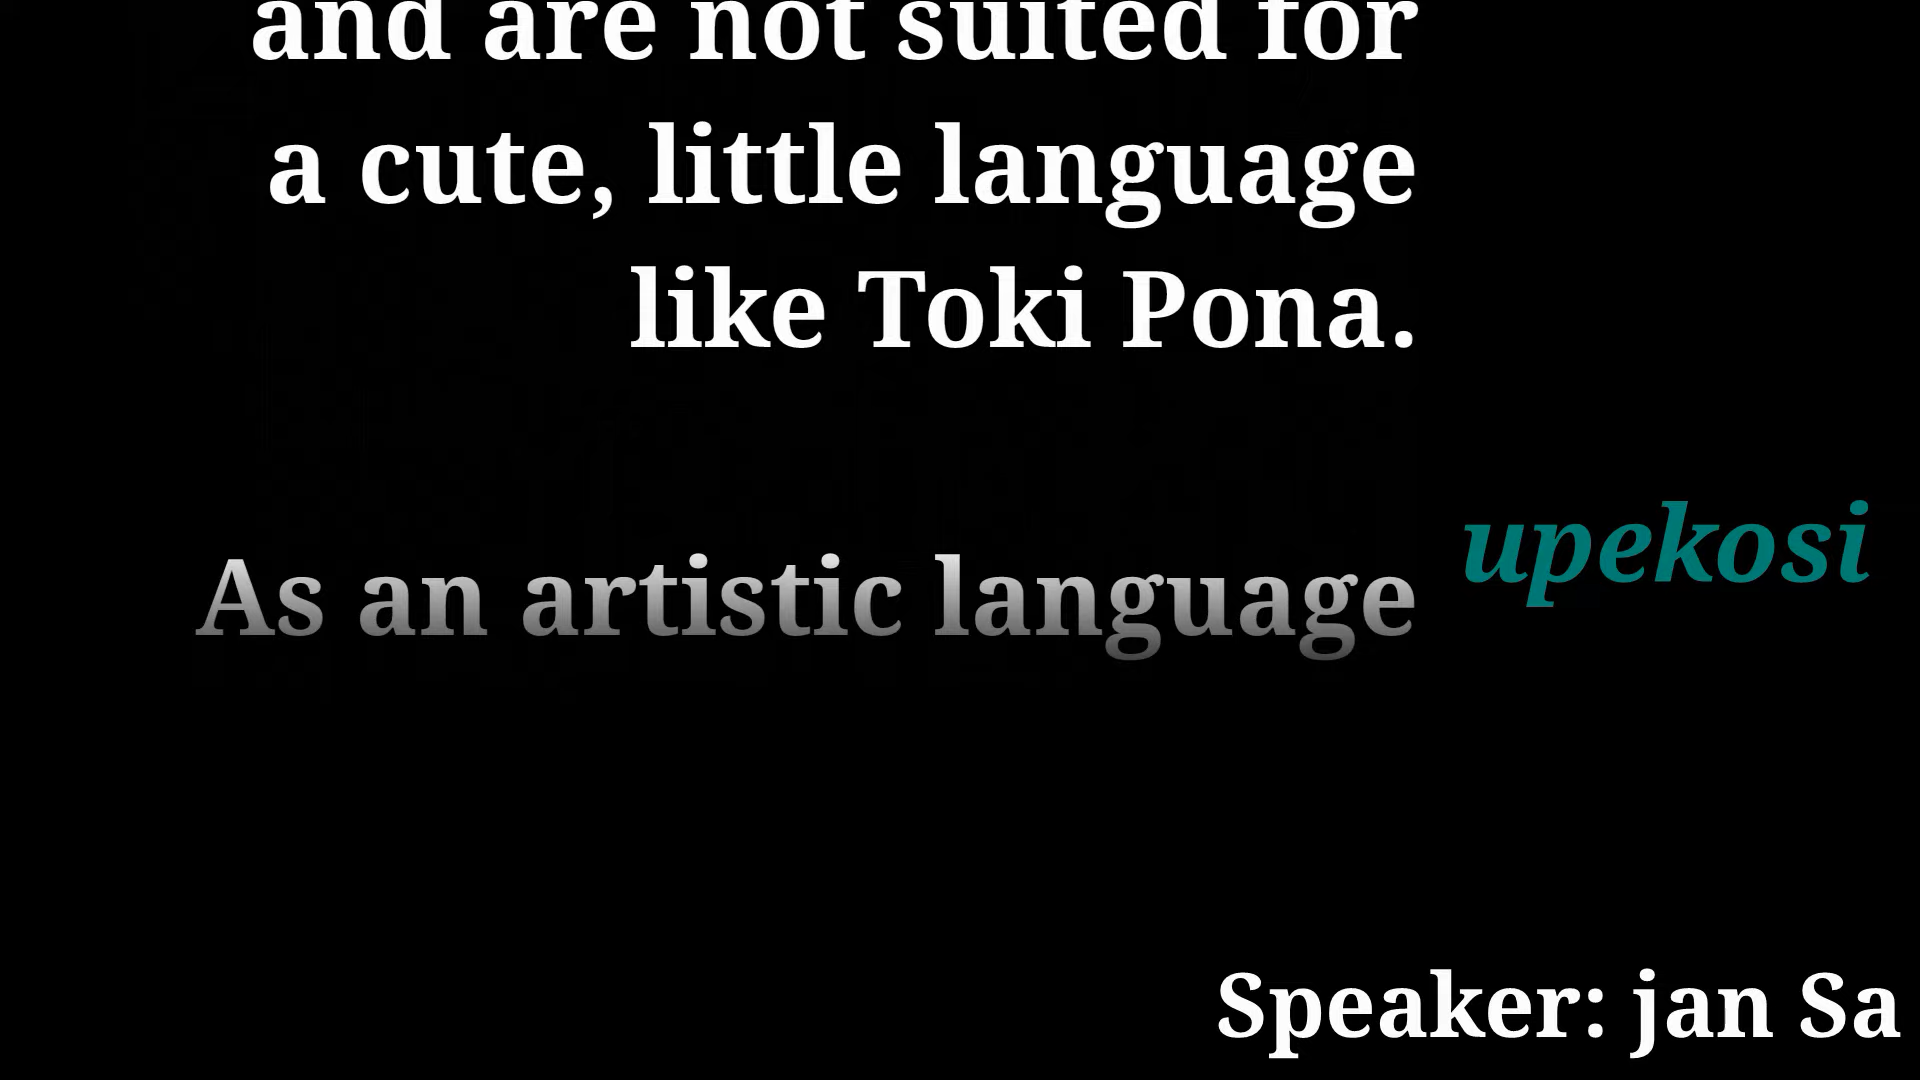 and are not suited for
a cute, little language
like Toki Pona.
As an artistic language
upekosi
Speaker: jan Sa